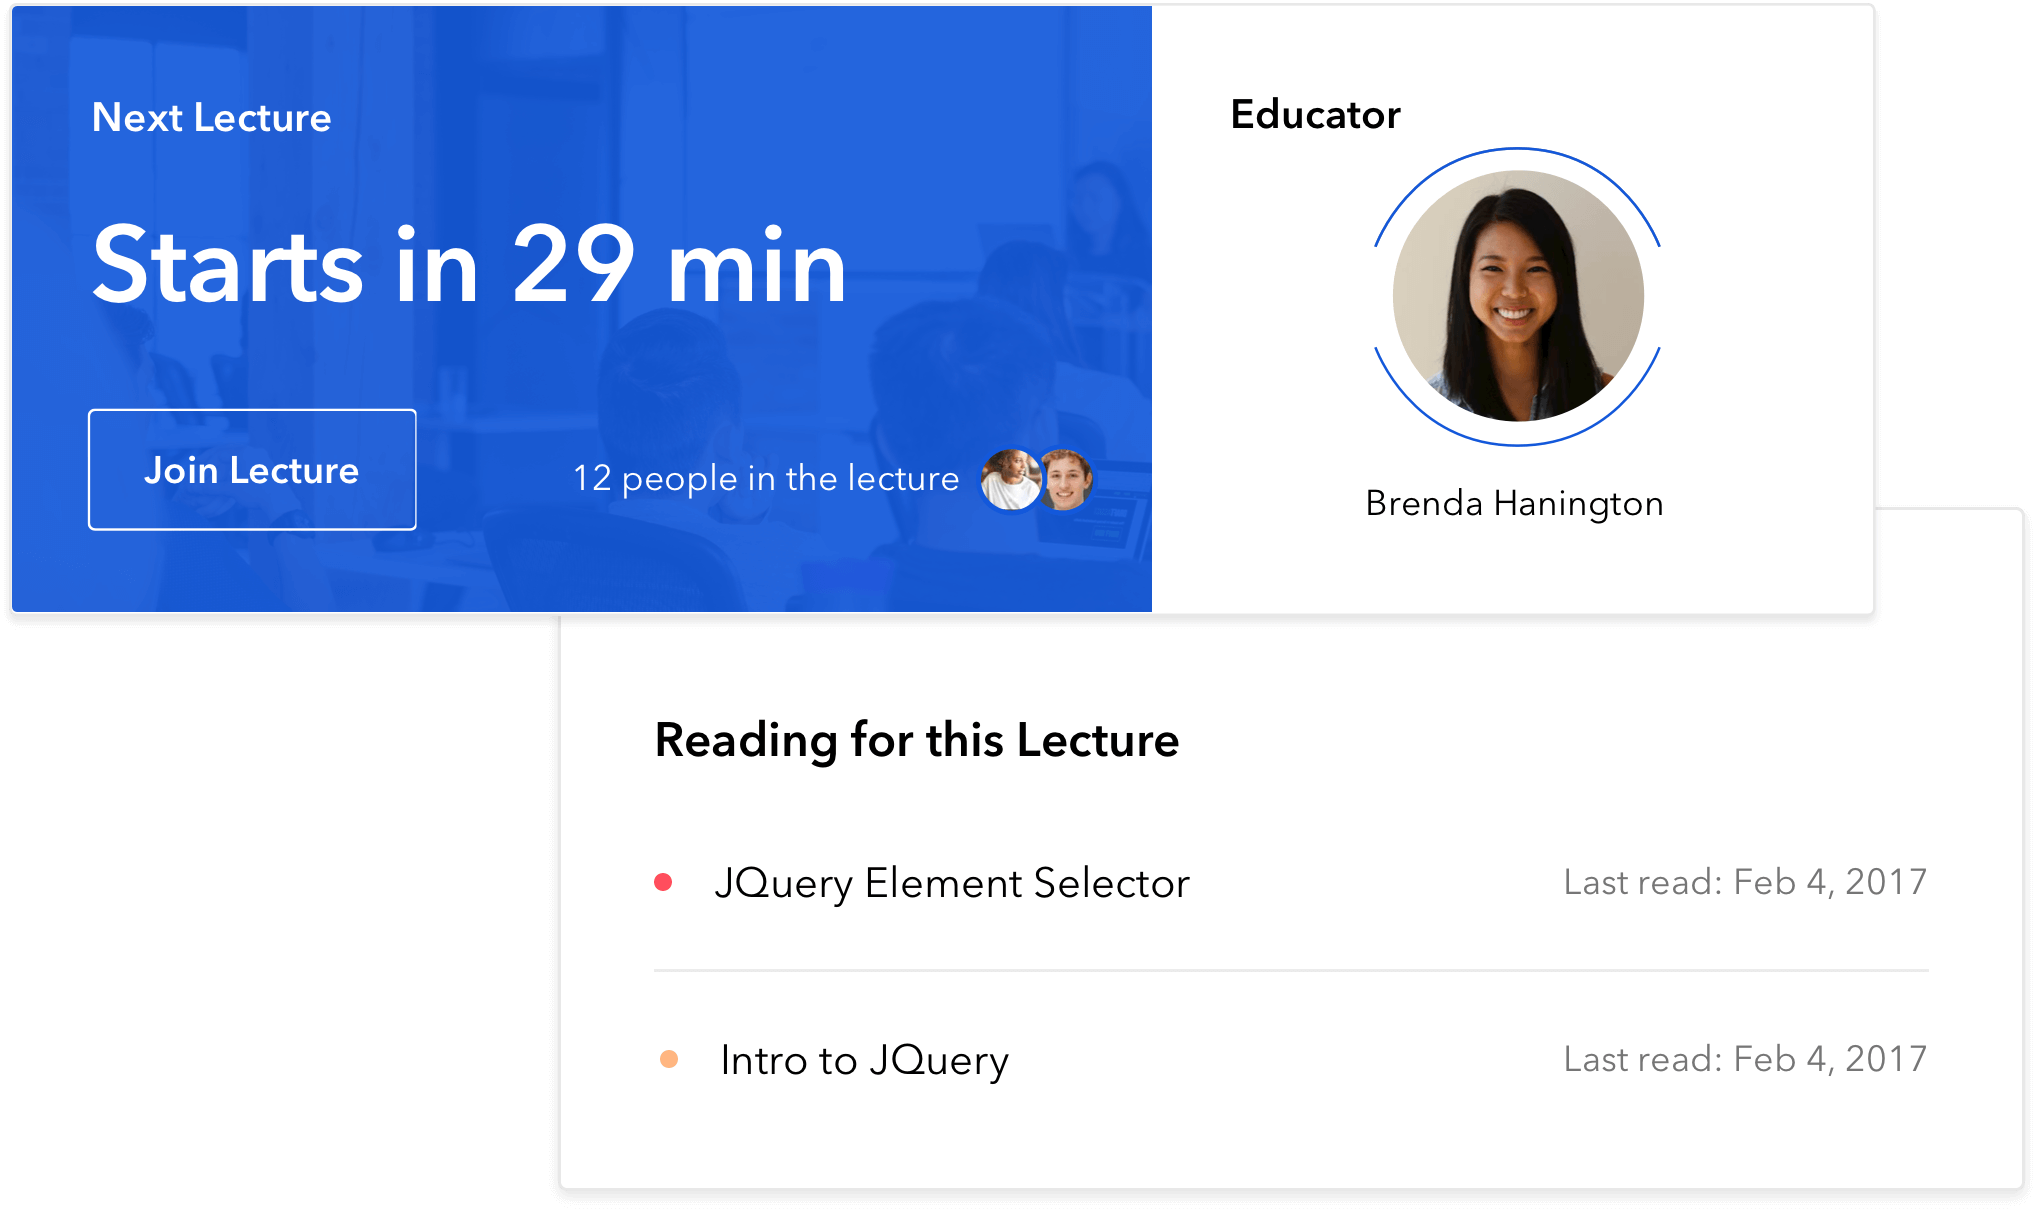 Next Lecture
Starts in 29 min
Join Lecture
12 people in the lecture
Educator
Brenda Hanington
Reading for this Lecture
JQuery Element Selector
Last read: Feb 4, 2017
Intro to JQuery
Last read: Feb 4, 2017